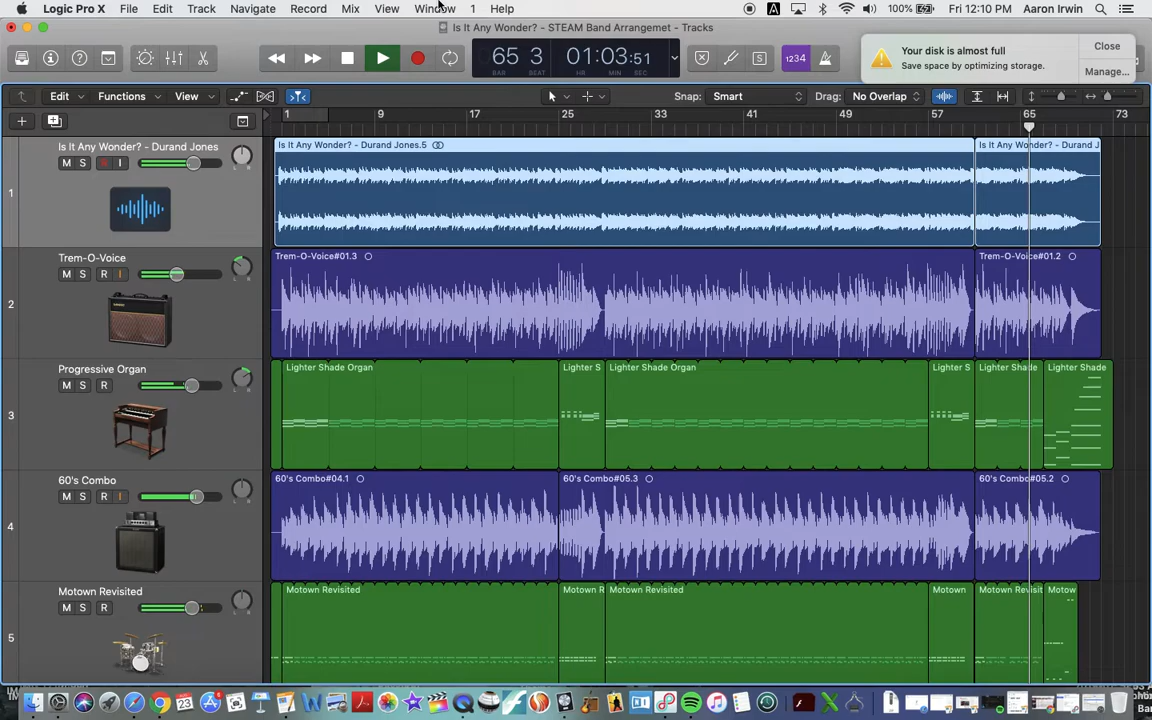 Logic Pro X File Edit Track Navigate Record Mix View Window 1 Help A 100% Fri 12:10 PM Aaron Irwin
Is It Any Wonder? - STEAM Band Arrangemet - Tracks
65 3 01:03:51
BAR BEAT MIN SEC
S 1234
Your disk is almost full
Save space by optimizing storage.
Close
Manage...
Edit Functions View Snap: Smart Drag: No Overlap
1 9 17 25 33 41 49 57 65 73
1
Is It Any Wonder? - Durand Jones
M S R I
L R
Is It Any Wonder? - Durand Jones.5
Is It Any Wonder? - Durand J
2
Trem-O-Voice
M S R I
L R
Trem-O-Voice#01.3
Trem-O-Voice#01.2
3
Progressive Organ
M S R
L R
Lighter Shade Organ
Lighter S
Lighter Shade Organ
Lighter S
Lighter Shade
Lighter Shade
4
60's Combo
M S R I
L R
60's Combo#04.1
60's Combo#05.3
60's Combo#05.2
5
Motown Revisited
M S R
L R
Motown Revisited
Motown R
Motown Revisited
Motown
Motown Revisit
Motow
23